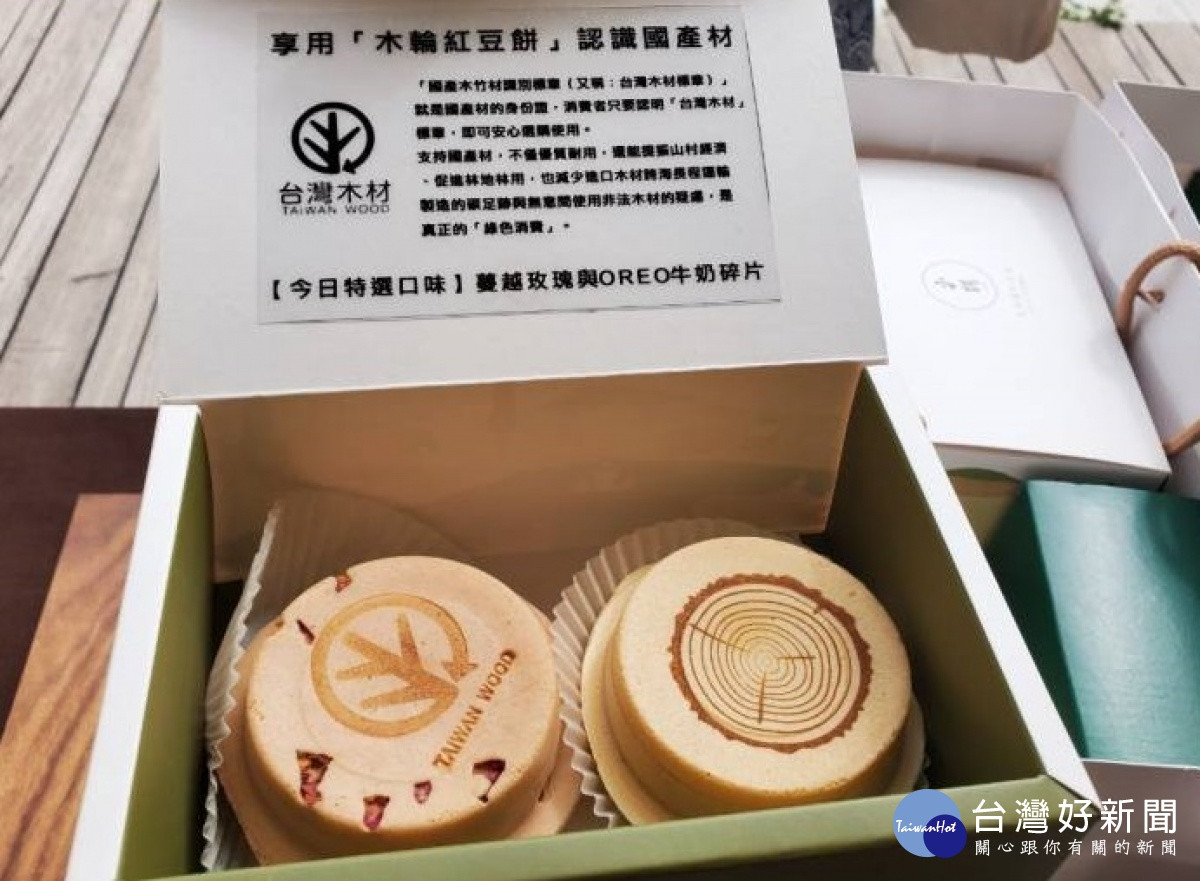 享用「木輪紅豆餅」認識國產材
「國產木竹材識別標章（又稱：台灣木材標章）」
就是國產材的身份證，消費者只要認明「台灣木材」
標章，即可安心選購使用。
支持國產材，不僅優質耐用，還能提振山村經濟
、促進林地林用，也減少進口木材跨海長程運輸
製造的碳足跡與無意間使用非法木材的疑慮，是
真正的「綠色消費」。
台灣木材
TAIWAN WOOD
【今日特選口味】蔓越玫瑰與OREO牛奶碎片
TAIWAN WOOD
TaiwanHot
台灣好新聞
關心跟你有關的新聞